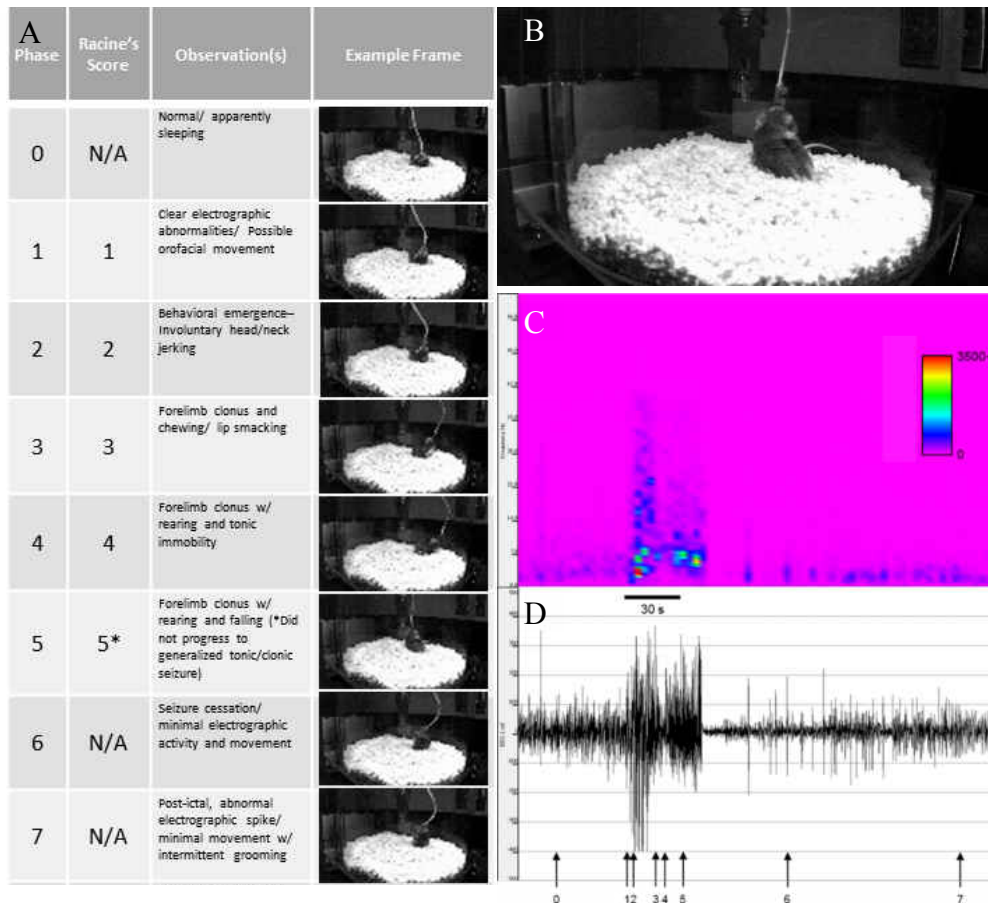 A
Phase
Racine's
Score
Observation(s)
Example Frame
0
N/A
Normal/ apparently
sleeping
1
1
Clear electrographic
abnormalities/ Possible
orofacial movement
2
2
Behavioral emergence–
Involuntary head/neck
jerking
3
3
Forelimb clonus and
chewing/ lip smacking
4
4
Forelimb clonus w/
rearing and tonic
immobility
5
5*
Forelimb clonus w/
rearing and falling (*Did
not progress to
generalized tonic/clonic
seizure)
6
N/A
Seizure cessation/
minimal electrographic
activity and movement
7
N/A
Post-ictal, abnormal
electrographic spike/
minimal movement w/
intermittent grooming
B
C
3500
0
30 s
D
0 1 2 3 4 5 6 7